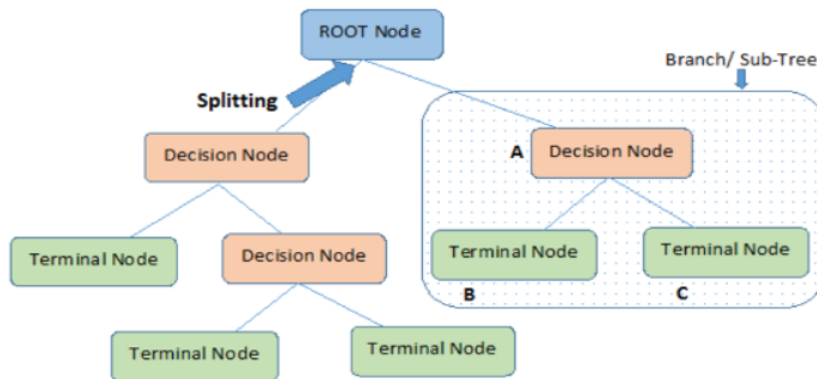 ROOT Node
Branch/ Sub-Tree
Splitting
Decision Node
A
Decision Node
Terminal Node
Decision Node
Terminal Node
Terminal Node
B
C
Terminal Node
Terminal Node